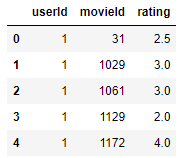 userId movieId rating
0 1 31 2.5
1 1 1029 3.0
2 1 1061 3.0
3 1 1129 2.0
4 1 1172 4.0